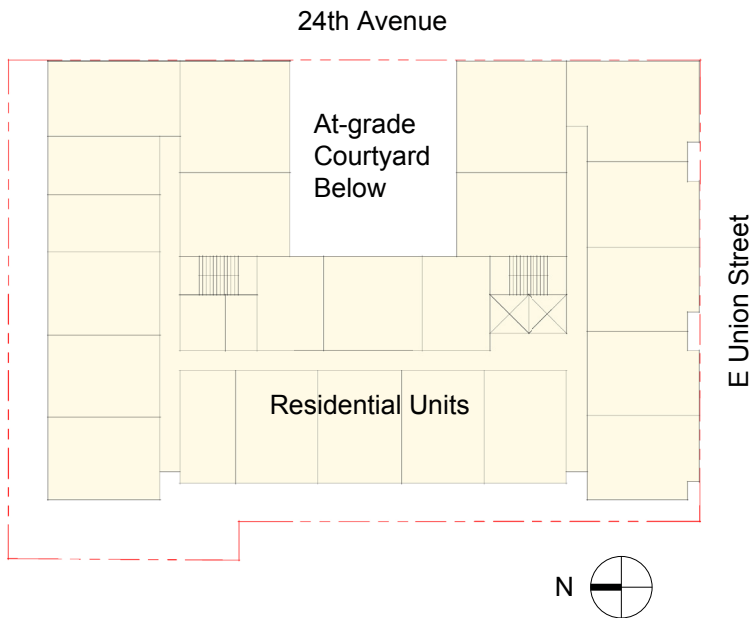 24th Avenue
At-grade
Courtyard
Below
E Union Street
Residential Units
N